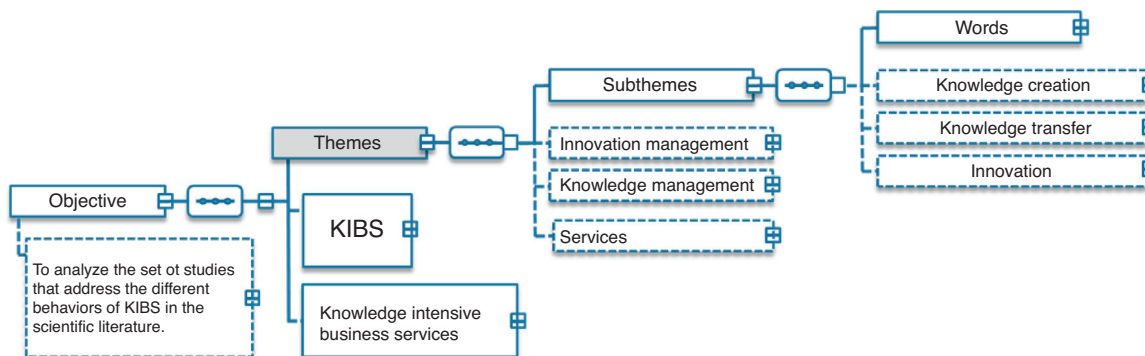 Objective
To analyze the set ot studies
that address the different
behaviors of KIBS in the
scientific literature.
Themes
KIBS
Knowledge intensive
business services
Subthemes
Innovation management
Knowledge management
Services
Words
Knowledge creation
Knowledge transfer
Innovation